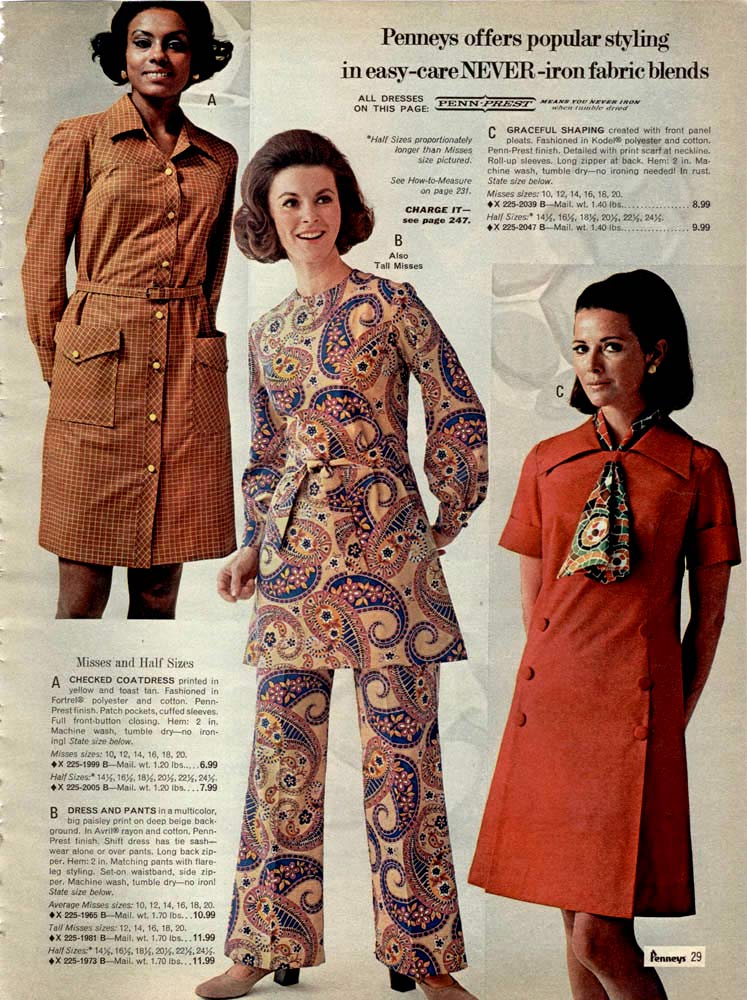 Penneys offers popular styling
in easy-care NEVER-iron fabric blends
ALL DRESSES
ON THIS PAGE:
PENN-PREST
MEANS YOU NEVER IRON
when tumble dried
*Half Sizes proportionately
longer than Misses
size pictured.
See How-to-Measure
on page 231.
CHARGE IT—
see page 247.
C GRACEFUL SHAPING created with front panel
pleats. Fashioned in Kodel® polyester and cotton.
Penn-Prest finish. Detailed with print scarf at neckline.
Roll-up sleeves. Long zipper at back. Hem: 2 in. Ma-
chine wash, tumble dry—no ironing needed! In rust.
State size below.
Misses sizes: 10, 12, 14, 16, 18, 20.
◆X 225-2039 B—Mail. wt. 1.40 lbs. 8.99
Half Sizes:* 14½, 16½, 18½, 20½, 22½, 24½.
◆X 225-2047 B—Mail. wt. 1.40 lbs. 9.99
A
B
Also
Tall Misses
C
Misses and Half Sizes
A CHECKED COATDRESS printed in
yellow and toast tan. Fashioned in
Fortrel® polyester and cotton. Penn-
Prest finish. Patch pockets, cuffed sleeves.
Full front-button closing. Hem: 2 in.
Machine wash, tumble dry—no iron-
ing! State size below.
Misses sizes: 10, 12, 14, 16, 18, 20.
◆X 225-1999 B—Mail. wt. 1.20 lbs.....6.99
Half Sizes:* 14½, 16½, 18½, 20½, 22½, 24½.
◆X 225-2005 B—Mail. wt. 1.20 lbs....7.99
B DRESS AND PANTS in a multicolor,
big paisley print on deep beige back-
ground. In Avril® rayon and cotton. Penn-
Prest finish. Shift dress has tie sash—
wear alone or over pants. Long back zip-
per. Hem: 2 in. Matching pants with flare-
leg styling. Set-on waistband, side zip-
per. Machine wash, tumble dry—no iron!
State size below.
Average Misses sizes: 10, 12, 14, 16, 18, 20.
◆X 225-1965 B—Mail. wt. 1.70 lbs...10.99
Tall Misses sizes: 12, 14, 16, 18, 20.
◆X 225-1981 B—Mail. wt. 1.70 lbs...11.99
Half Sizes:* 14½, 16½, 18½, 20½, 22½, 24½.
◆X 225-1973 B—Mail. wt. 1.70 lbs...11.99
Penneys 29